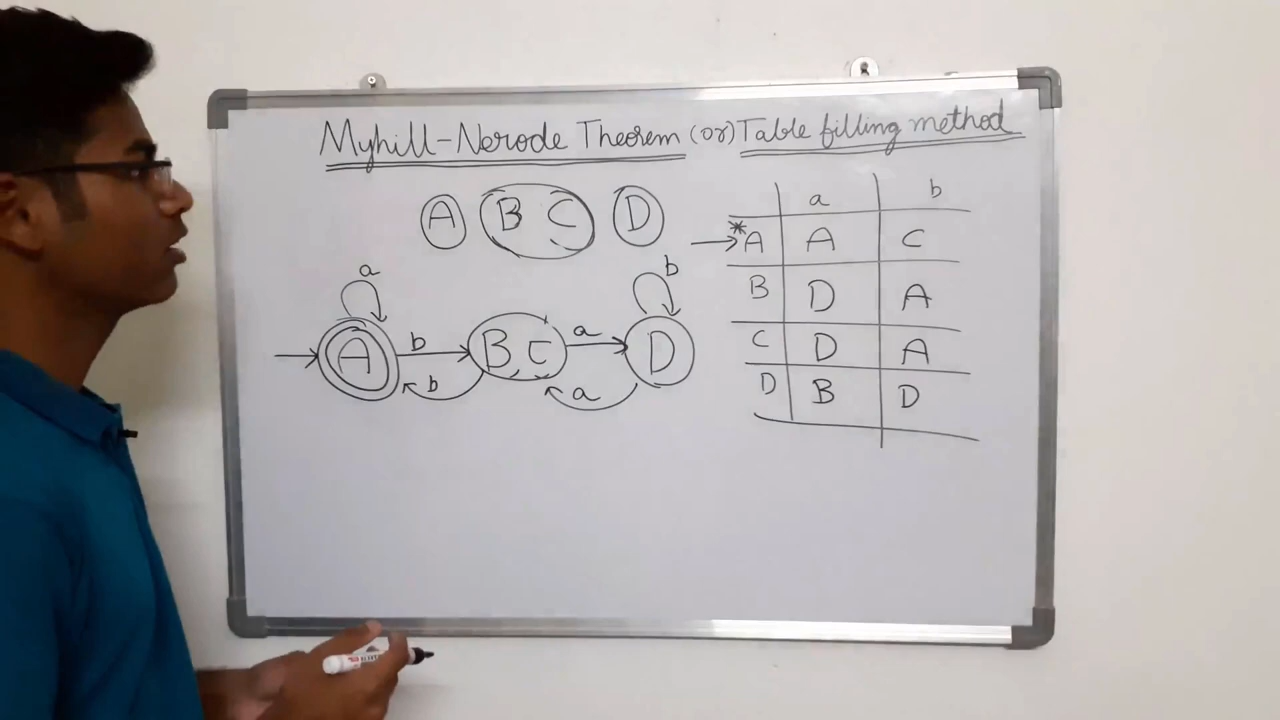 Myhill-Nerode Theorem (or) Table filling method
A B C D
a b
→ *A A C
B D A
C D A
D B D
a b
A b B C a D
b a